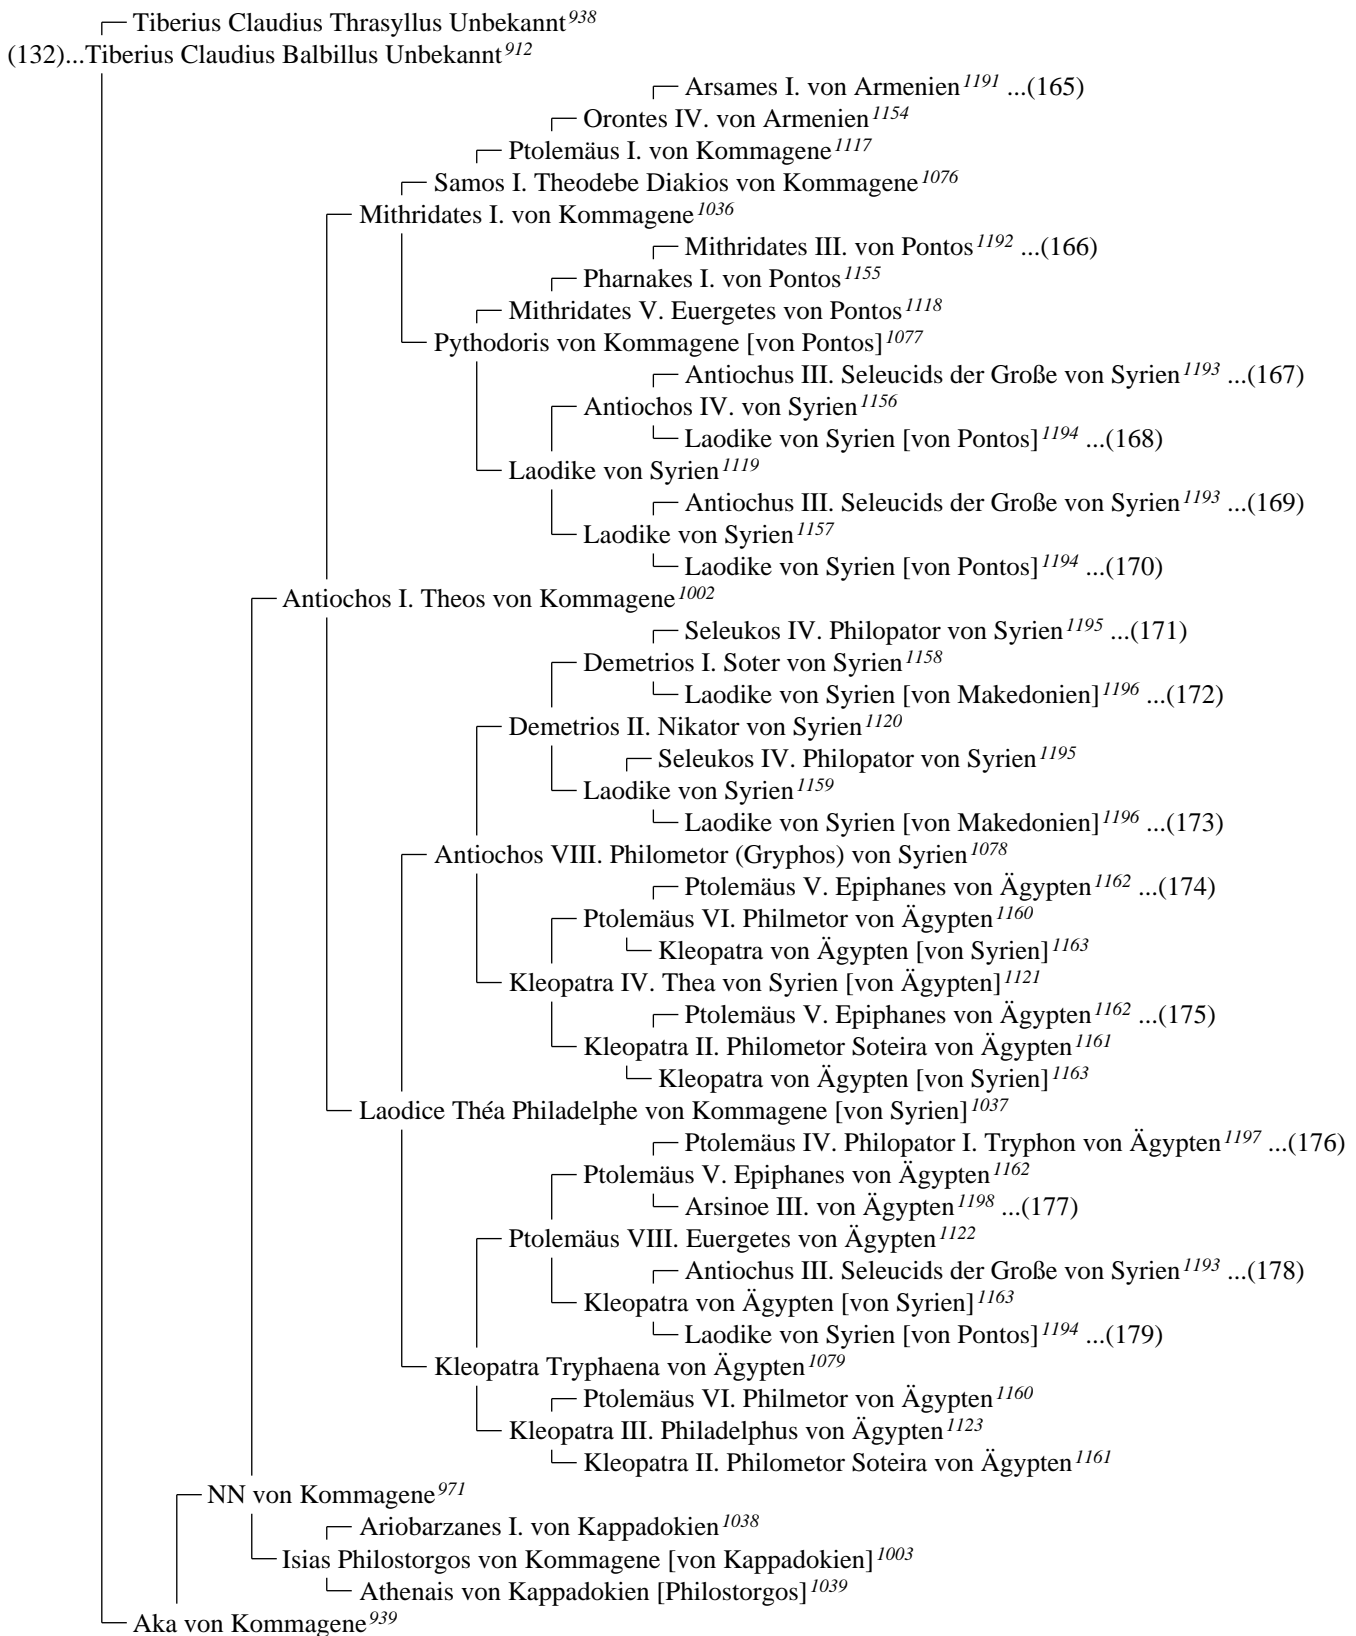 Tiberius Claudius Thrasyllus Unbekannt 938
(132)...Tiberius Claudius Balbillus Unbekannt 912
Arsames I. von Armenien 1191 ...(165)
Orontes IV. von Armenien 1154
Ptolemäus I. von Kommagene 1117
Samos I. Theodebe Diakios von Kommagene 1076
Mithridates I. von Kommagene 1036
Mithridates III. von Pontos 1192 ...(166)
Pharnakes I. von Pontos 1155
Mithridates V. Euergetes von Pontos 1118
Pythodoris von Kommagene [von Pontos] 1077
Antiochus III. Seleucids der Große von Syrien 1193 ...(167)
Antiochos IV. von Syrien 1156
Laodike von Syrien [von Pontos] 1194 ...(168)
Laodike von Syrien 1119
Antiochus III. Seleucids der Große von Syrien 1193 ...(169)
Laodike von Syrien 1157
Laodike von Syrien [von Pontos] 1194 ...(170)
Antiochos I. Theos von Kommagene 1002
Seleukos IV. Philopator von Syrien 1195 ...(171)
Demetrios I. Soter von Syrien 1158
Laodike von Syrien [von Makedonien] 1196 ...(172)
Demetrios II. Nikator von Syrien 1120
Seleukos IV. Philopator von Syrien 1195
Laodike von Syrien 1159
Laodike von Syrien [von Makedonien] 1196 ...(173)
Antiochos VIII. Philometor (Gryphos) von Syrien 1078
Ptolemäus V. Epiphanes von Ägypten 1162 ...(174)
Ptolemäus VI. Philmetor von Ägypten 1160
Kleopatra von Ägypten [von Syrien] 1163
Kleopatra IV. Thea von Syrien [von Ägypten] 1121
Ptolemäus V. Epiphanes von Ägypten 1162 ...(175)
Kleopatra II. Philometor Soteira von Ägypten 1161
Kleopatra von Ägypten [von Syrien] 1163
Laodice Théa Philadelphe von Kommagene [von Syrien] 1037
Ptolemäus IV. Philopator I. Tryphon von Ägypten 1197 ...(176)
Ptolemäus V. Epiphanes von Ägypten 1162
Arsinoe III. von Ägypten 1198 ...(177)
Ptolemäus VIII. Euergetes von Ägypten 1122
Antiochus III. Seleucids der Große von Syrien 1193 ...(178)
Kleopatra von Ägypten [von Syrien] 1163
Laodike von Syrien [von Pontos] 1194 ...(179)
Kleopatra Tryphaena von Ägypten 1079
Ptolemäus VI. Philmetor von Ägypten 1160
Kleopatra III. Philadelphus von Ägypten 1123
Kleopatra II. Philometor Soteira von Ägypten 1161
NN von Kommagene 971
Ariobarzanes I. von Kappadokien 1038
Isias Philostorgos von Kommagene [von Kappadokien] 1003
Athenais von Kappadokien [Philostorgos] 1039
Aka von Kommagene 939